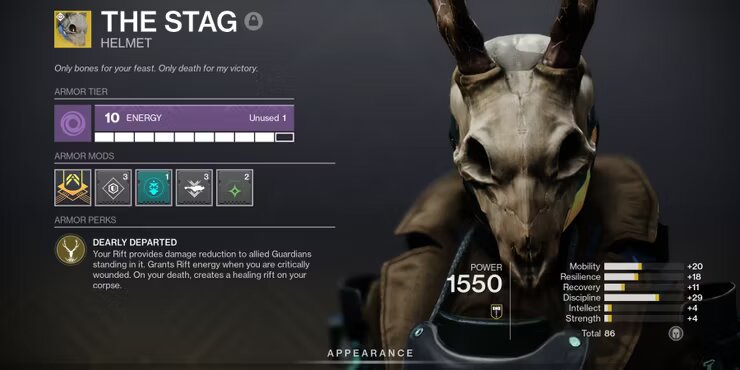 THE STAG
HELMET
Only bones for your feast. Only death for my victory.
ARMOR TIER
10 ENERGY Unused 1
ARMOR MODS
3 1 3 2
ARMOR PERKS
DEARLY DEPARTED
Your Rift provides damage reduction to allied Guardians
standing in it. Grants Rift energy when you are critically
wounded. On your death, creates a healing rift on your
corpse.
POWER
1550
Mobility +20
Resilience +18
Recovery +11
Discipline +29
Intellect +4
Strength +4
Total 86
APPEARANCE